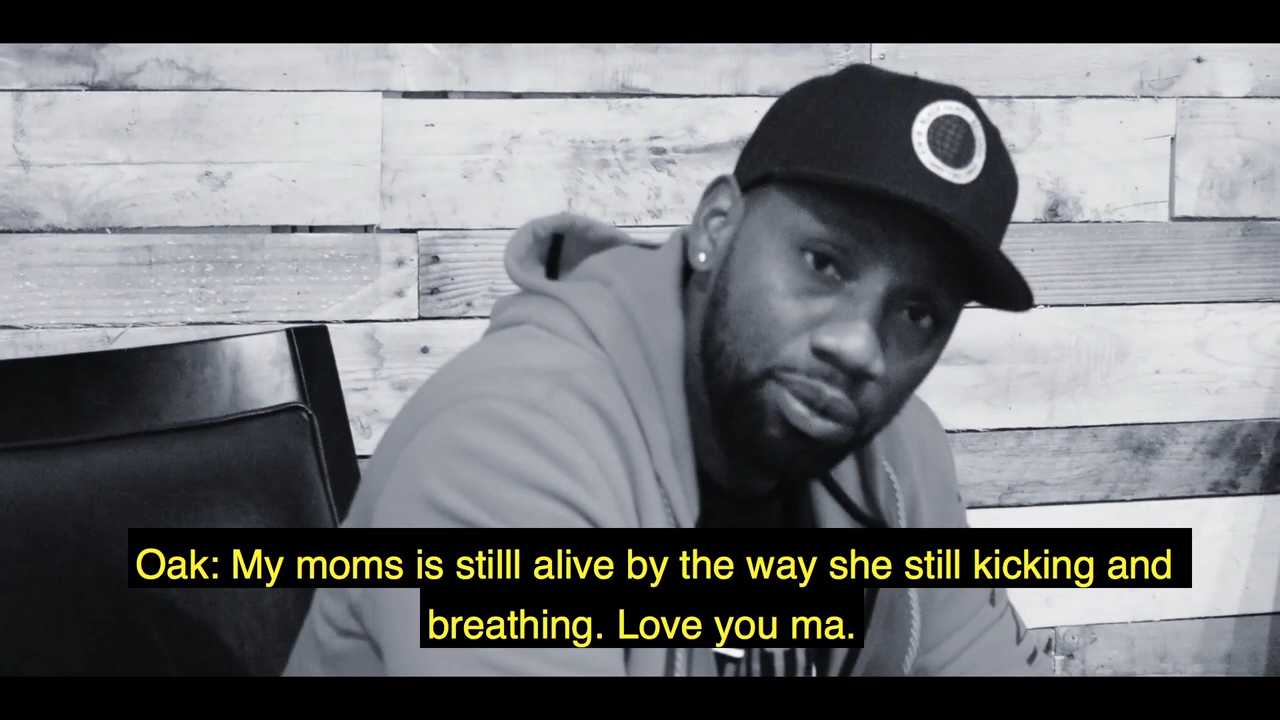 Oak: My moms is stilll alive by the way she still kicking and
breathing. Love you ma.